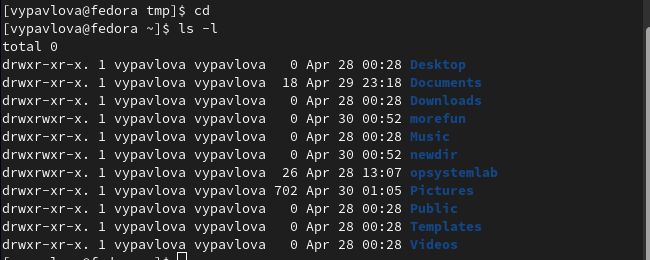 [vypavlova@fedora tmp]$ cd
[vypavlova@fedora ~]$ ls -l
total 0
drwxr-xr-x. 1 vypavlova vypavlova   0 Apr 28 00:28 Desktop
drwxr-xr-x. 1 vypavlova vypavlova  18 Apr 29 23:18 Documents
drwxr-xr-x. 1 vypavlova vypavlova   0 Apr 28 00:28 Downloads
drwxrwxr-x. 1 vypavlova vypavlova   0 Apr 30 00:52 morefun
drwxr-xr-x. 1 vypavlova vypavlova   0 Apr 28 00:28 Music
drwxrwxr-x. 1 vypavlova vypavlova   0 Apr 30 00:52 newdir
drwxrwxr-x. 1 vypavlova vypavlova  26 Apr 28 13:07 opsystemlab
drwxr-xr-x. 1 vypavlova vypavlova 702 Apr 30 01:05 Pictures
drwxr-xr-x. 1 vypavlova vypavlova   0 Apr 28 00:28 Public
drwxr-xr-x. 1 vypavlova vypavlova   0 Apr 28 00:28 Templates
drwxr-xr-x. 1 vypavlova vypavlova   0 Apr 28 00:28 Videos
[vypavlova@fedora ~]$